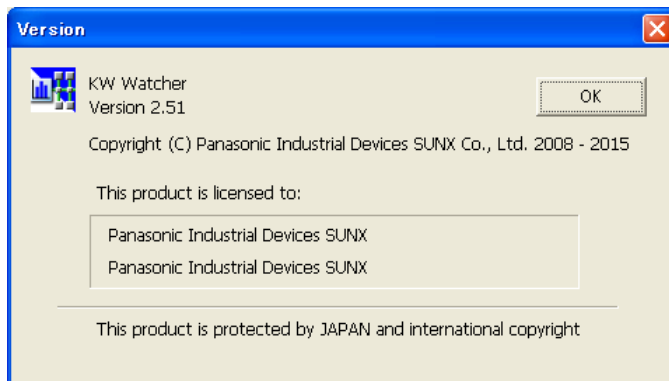 Version
KW Watcher
Version 2.51
OK
Copyright (C) Panasonic Industrial Devices SUNX Co., Ltd. 2008 - 2015
This product is licensed to:
Panasonic Industrial Devices SUNX
Panasonic Industrial Devices SUNX
This product is protected by JAPAN and international copyright